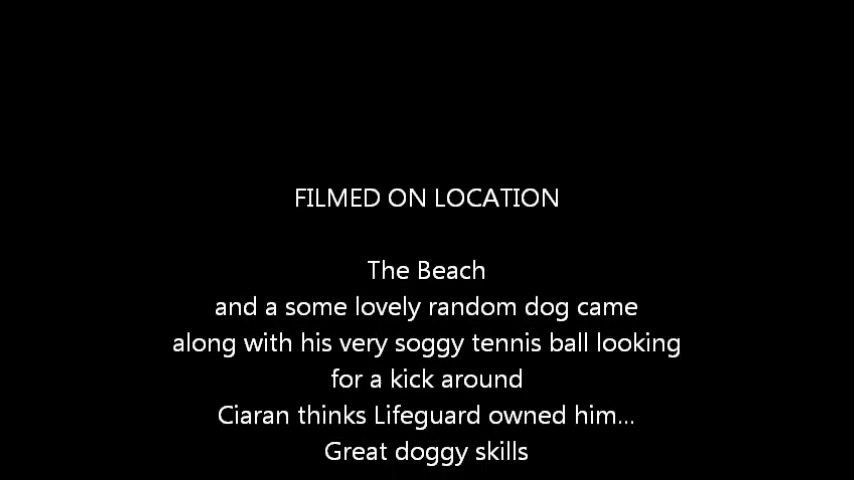 FILMED ON LOCATION
The Beach
and a some lovely random dog came
along with his very soggy tennis ball looking
for a kick around
Ciaran thinks Lifeguard owned him...
Great doggy skills